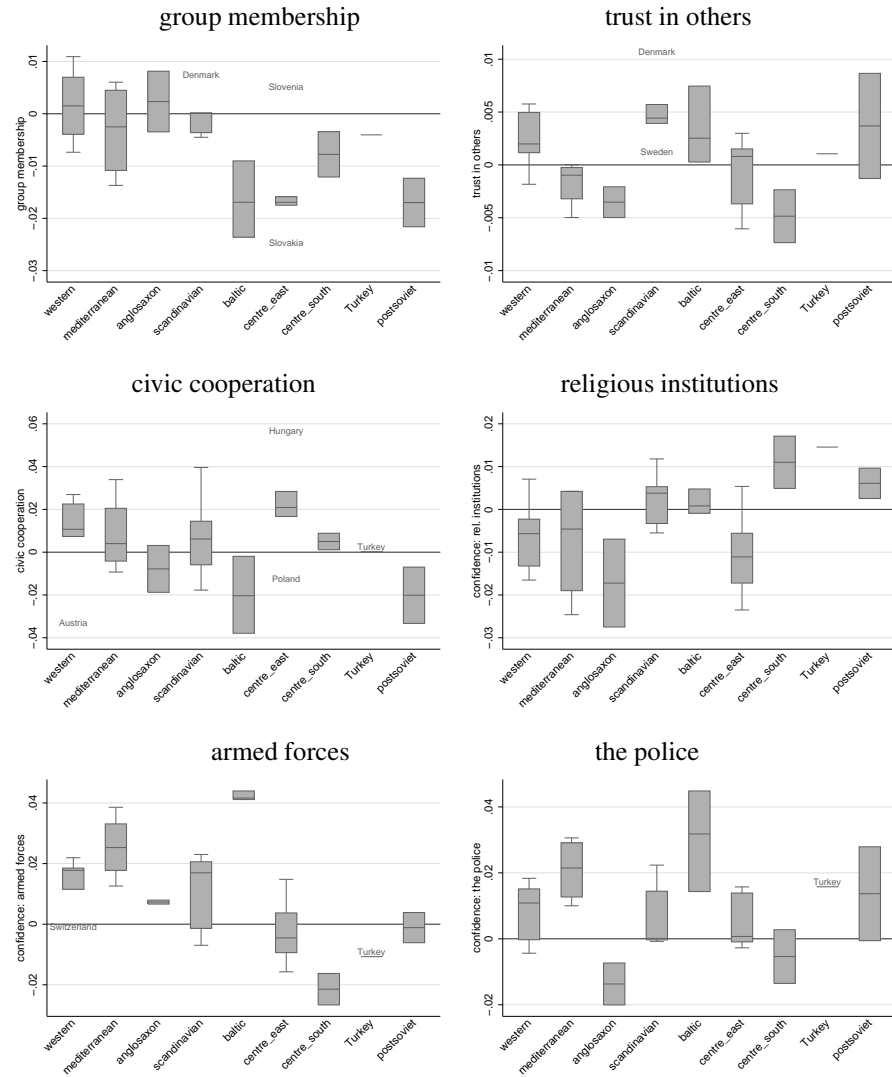 group membership
trust in others
.01
0
-.01
-.02
-.03
group membership
Denmark
Slovenia
Slovakia
western
mediterranean
anglosaxon
scandinavian
baltic
centre_east
centre_south
Turkey
postsoviet
.01
.005
0
-.005
-.01
trust in others
Denmark
Sweden
western
mediterranean
anglosaxon
scandinavian
baltic
centre_east
centre_south
Turkey
postsoviet
civic cooperation
religious institutions
.06
.04
.02
0
-.02
-.04
civic cooperation
Hungary
Turkey
Poland
Austria
western
mediterranean
anglosaxon
scandinavian
baltic
centre_east
centre_south
Turkey
postsoviet
.02
.01
0
-.01
-.02
-.03
confidence: rel. institutions
western
mediterranean
anglosaxon
scandinavian
baltic
centre_east
centre_south
Turkey
postsoviet
armed forces
the police
.04
.02
0
-.02
confidence: armed forces
Switzerland
Turkey
western
mediterranean
anglosaxon
scandinavian
baltic
centre_east
centre_south
Turkey
postsoviet
.04
.02
0
-.02
confidence: the police
Turkey
western
mediterranean
anglosaxon
scandinavian
baltic
centre_east
centre_south
Turkey
postsoviet